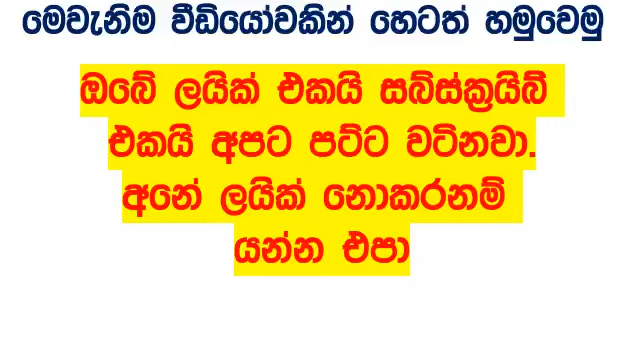 මෙවැනිම වීඩියෝවකින් හෙටත් හමුවෙමු
ඔබේ ලයික් එකයි සබ්ස්ක්‍රයිබ්
එකයි අපට පට්ට වටිනවා.
අනේ ලයික් නොකරනම්
යන්න එපා